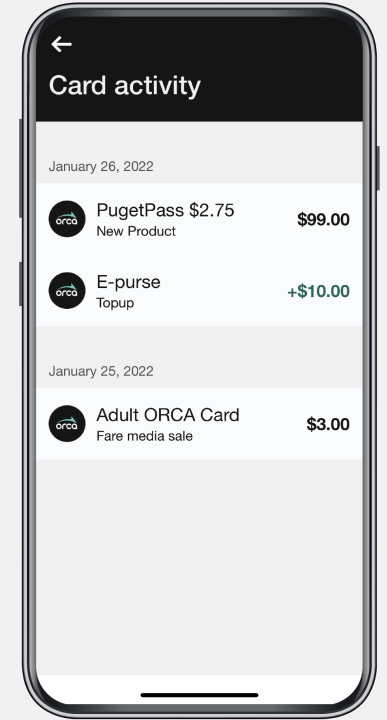 Card activity
January 26, 2022
orca
PugetPass $2.75
New Product
$99.00
orca
E-purse
Topup
+$10.00
January 25, 2022
orca
Adult ORCA Card
Fare media sale
$3.00